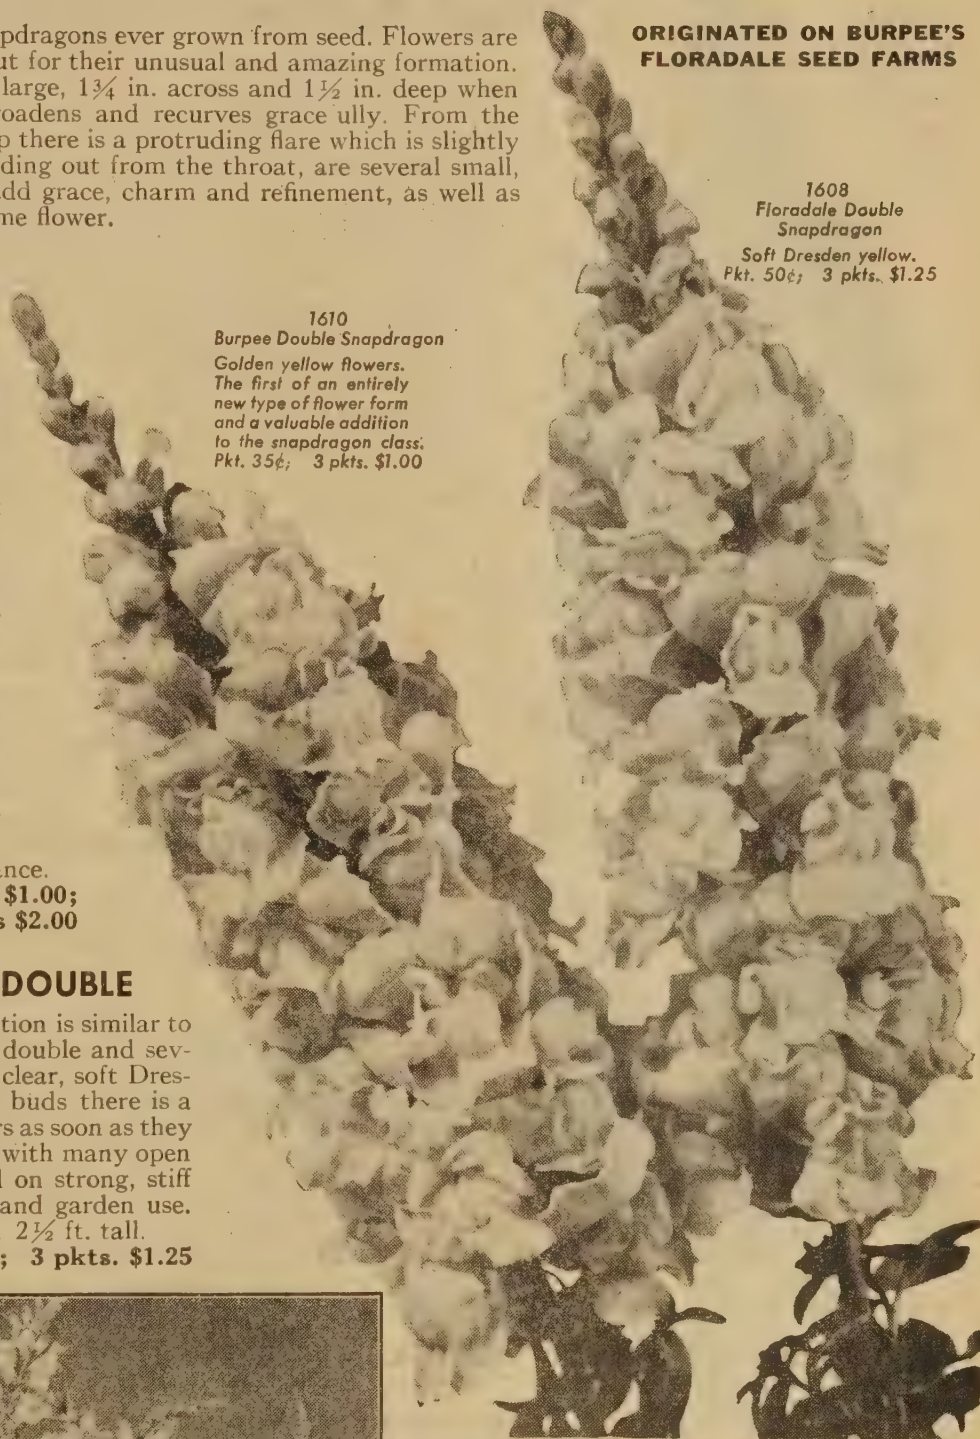 pdragons ever grown from seed. Flowers are
ut for their unusual and amazing formation.
large, 1¾ in. across and 1½ in. deep when
oadens and recurves grace ully. From the
p there is a protruding flare which is slightly
ding out from the throat, are several small,
dd grace, charm and refinement, as well as
me flower.
ORIGINATED ON BURPEE'S
FLORADALE SEED FARMS
1608
Floradale Double
Snapdragon
Soft Dresden yellow.
Pkt. 50¢; 3 pkts. $1.25
1610
Burpee Double Snapdragon
Golden yellow flowers.
The first of an entirely
new type of flower form
and a valuable addition
to the snapdragon class.
Pkt. 35¢; 3 pkts. $1.00
nce.
$1.00;
s $2.00
DOUBLE
tion is similar to
double and sev-
clear, soft Dres-
buds there is a
rs as soon as they
with many open
l on strong, stiff
and garden use.
2½ ft. tall.
; 3 pkts. $1.25